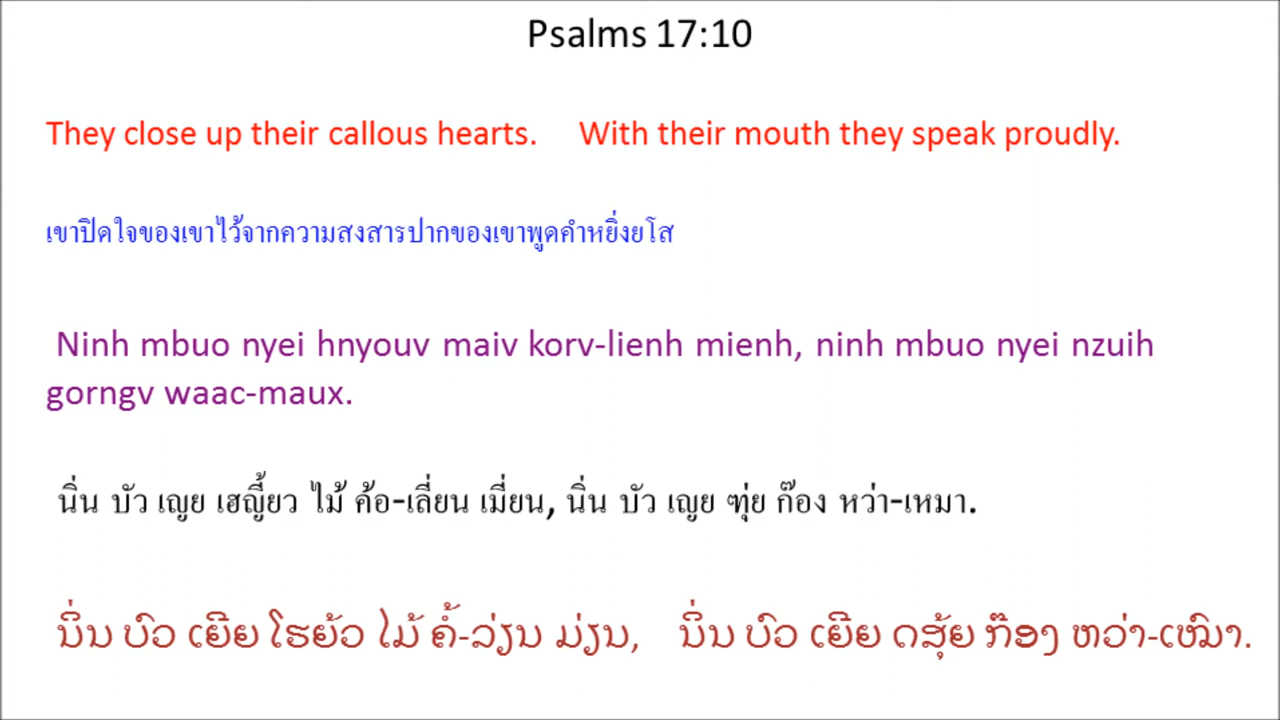 Psalms 17:10
They close up their callous hearts. With their mouth they speak proudly.
เขาปิดใจของเขาไว้จากความสงสารปากของเขาพูดคำหยิ่งยโส
Ninh mbuo nyei hnyouv maiv korv-lienh mienh, ninh mbuo nyei nzuih
gorngv waac-maux.
นิ่น บัว เญย เฮญี้ยว ไม้ ค้อ-เลี่ยน เมี่ยน, นิ่น บัว เญย ฑุ่ย ก๊อง หว่า-เหมา.
ນິ່ນ ບົວ ເຍີຍ ໂຮຍ້ວ ໄມ້ ຄໍ້-ລ່ຽນ ມ່ຽນ, ນິ່ນ ບົວ ເຍີຍ ດສຸ້ຍ ກ໊ອງ ຫວ່າ-ເໝົາ.